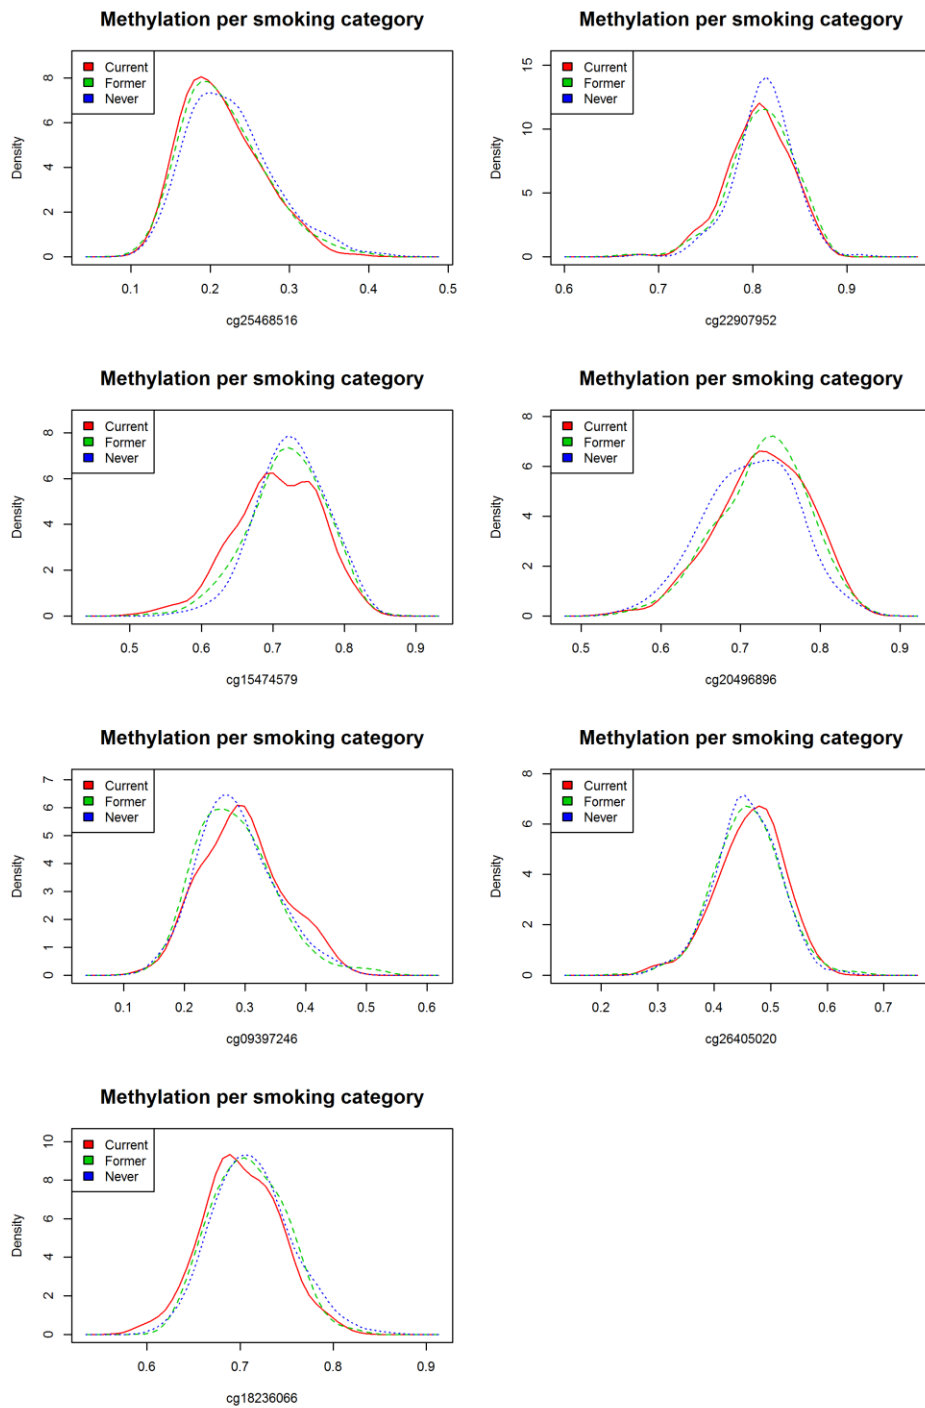 Methylation per smoking category
Current
Former
Never
Density
0 2 4 6 8
0.1 0.2 0.3 0.4 0.5
cg25468516
Methylation per smoking category
Current
Former
Never
Density
0 5 10 15
0.6 0.7 0.8 0.9
cg22907952
Methylation per smoking category
Current
Former
Never
Density
0 2 4 6 8
0.5 0.6 0.7 0.8 0.9
cg15474579
Methylation per smoking category
Current
Former
Never
Density
0 2 4 6 8
0.5 0.6 0.7 0.8 0.9
cg20496896
Methylation per smoking category
Current
Former
Never
Density
0 1 2 3 4 5 6 7
0.1 0.2 0.3 0.4 0.5 0.6
cg09397246
Methylation per smoking category
Current
Former
Never
Density
0 2 4 6 8
0.2 0.3 0.4 0.5 0.6 0.7
cg26405020
Methylation per smoking category
Current
Former
Never
Density
0 2 4 6 8 10
0.6 0.7 0.8 0.9
cg18236066